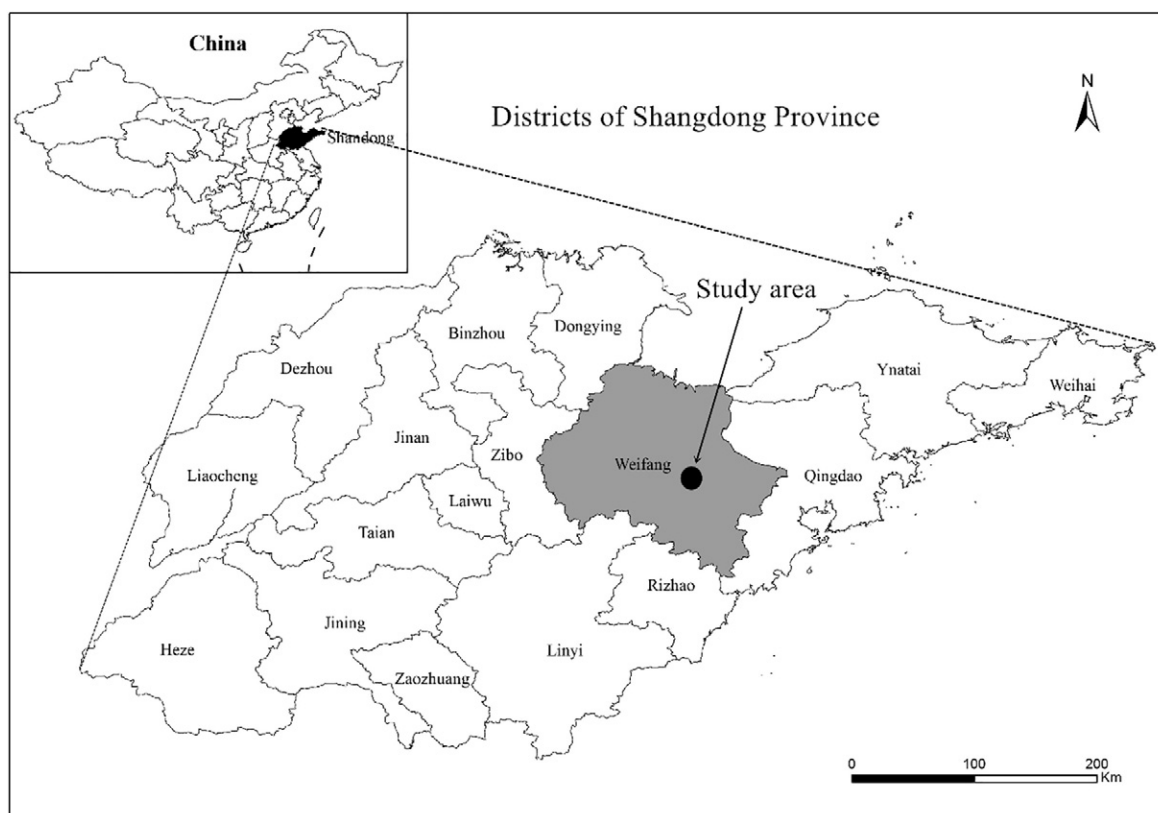 China
Shandong
N
Districts of Shangdong Province
Study area
Binzhou
Dongying
Dezhou
Ynatai
Weihai
Jinan
Zibo
Weifang
Liaocheng
Qingdao
Laiwu
Taian
Rizhao
Jining
Heze
Linyi
Zaozhuang
0 100 200
Km